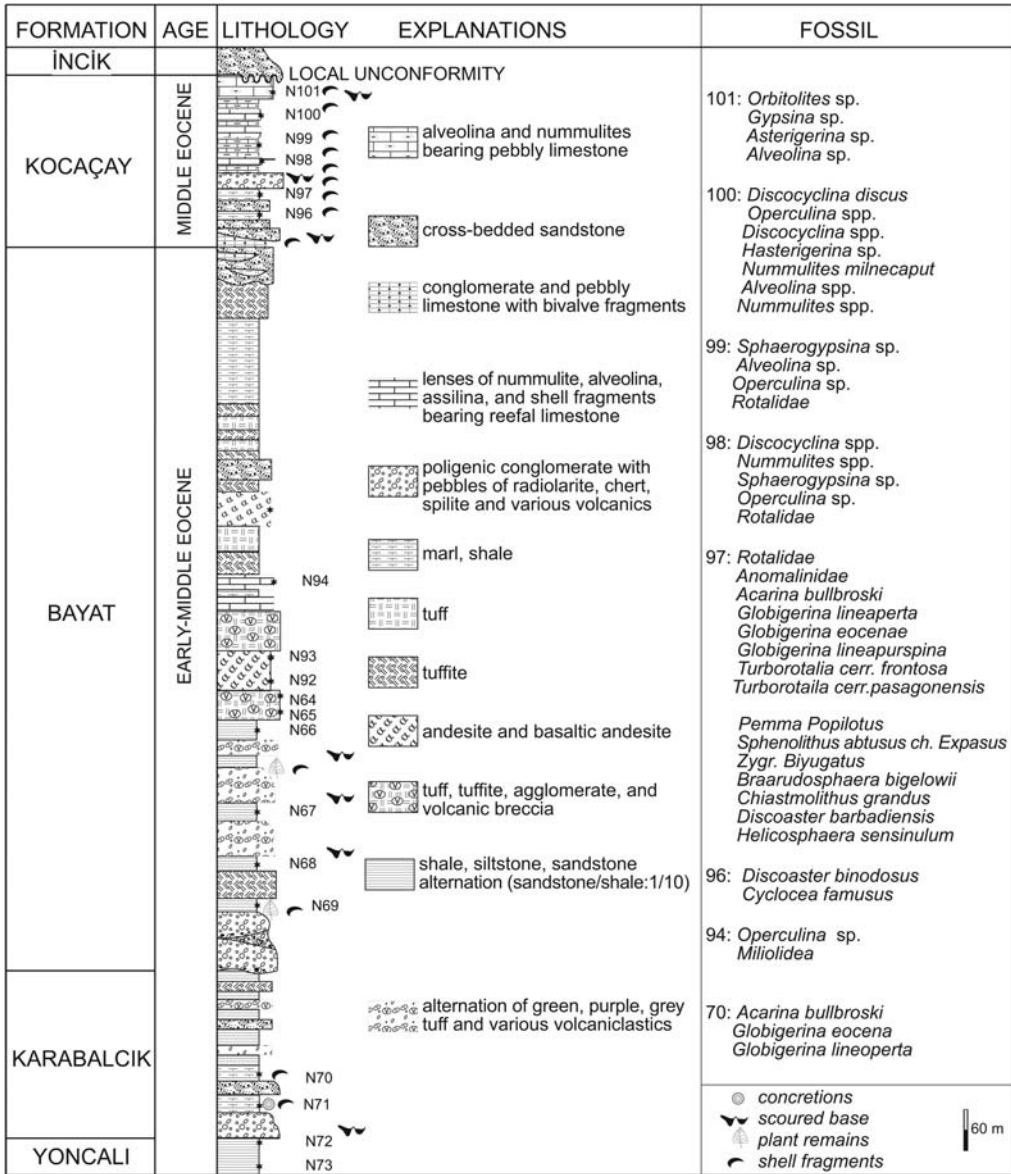 FORMATION AGE LITHOLOGY EXPLANATIONS FOSSIL
İNCİK
KOCAÇAY
BAYAT
KARABALCIK
YONCALI
MIDDLE EOCENE
EARLY-MIDDLE EOCENE
LOCAL UNCONFORMITY
N101
N100
N99
N98
N97
N96
N94
N93
N92
N64
N65
N66
N67
N68
N69
N70
N71
N72
N73
alveolina and nummulites
bearing pebbly limestone
cross-bedded sandstone
conglomerate and pebbly
limestone with bivalve fragments
lenses of nummulite, alveolina,
assilina, and shell fragments
bearing reefal limestone
poligenic conglomerate with
pebbles of radiolarite, chert,
spilite and various volcanics
marl, shale
tuff
tuffite
andesite and basaltic andesite
tuff, tuffite, agglomerate, and
volcanic breccia
shale, siltstone, sandstone
alternation (sandstone/shale:1/10)
alternation of green, purple, grey
tuff and various volcaniclastics
101: Orbitolites sp.
Gypsina sp.
Asterigerina sp.
Alveolina sp.
100: Discocyclina discus
Operculina spp.
Discocyclina spp.
Hasterigerina sp.
Nummulites milnecaput
Alveolina spp.
Nummulites spp.
99: Sphaerogypsina sp.
Alveolina sp.
Operculina sp.
Rotalidae
98: Discocyclina spp.
Nummulites spp.
Sphaerogypsina sp.
Operculina sp.
Rotalidae
97: Rotalidae
Anomalinidae
Acarina bullbroski
Globigerina lineaperta
Globigerina eocenae
Globigerina lineapurspina
Turborotalia cerr. frontosa
Turborotaila cerr.pasagonensis
Pemma Popilotus
Sphenolithus abtusus ch. Expasus
Zygr. Biyugatus
Braarudosphaera bigelowii
Chiastmolithus grandus
Discoaster barbadiensis
Helicosphaera sensinulum
96: Discoaster binodosus
Cyclocea famusus
94: Operculina sp.
Miliolidea
70: Acarina bullbroski
Globigerina eocena
Globigerina lineoperta
concretions
scoured base
plant remains
shell fragments
60 m